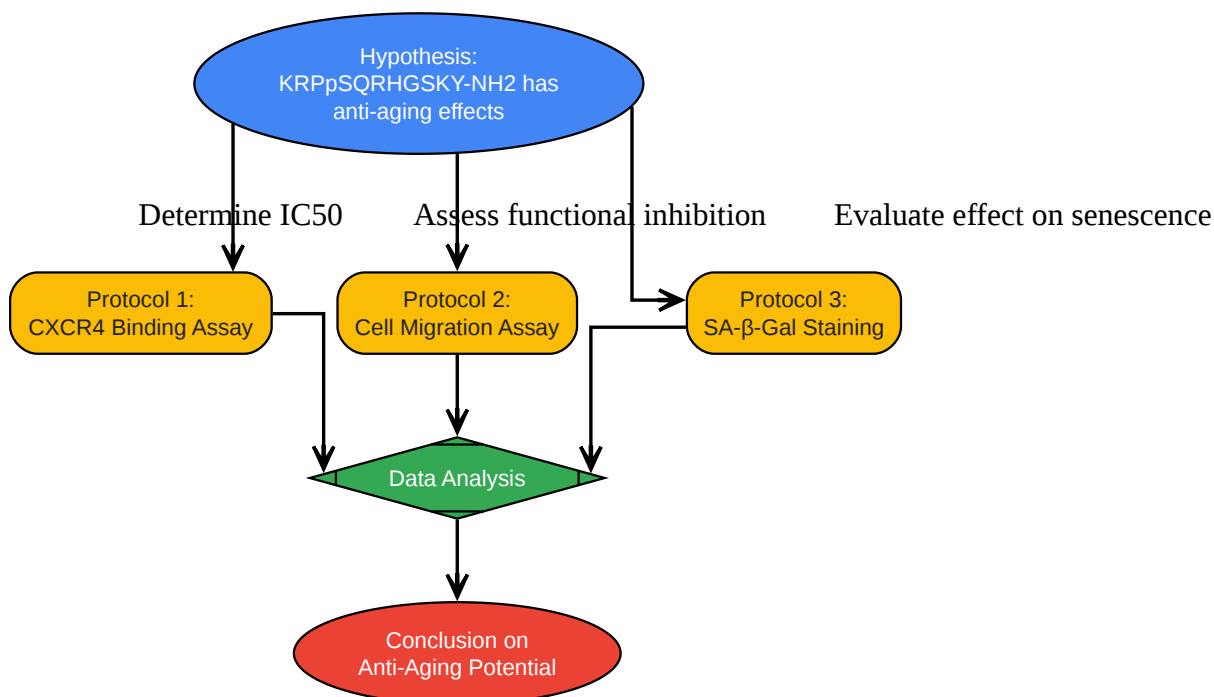 Hypothesis:
KRPpSQRHGSKY-NH2 has
anti-aging effects
Determine IC50
Assess functional inhibition
Evaluate effect on senescence
Protocol 1:
CXCR4 Binding Assay
Protocol 2:
Cell Migration Assay
Protocol 3:
SA-β-Gal Staining
Data Analysis
Conclusion on
Anti-Aging Potential